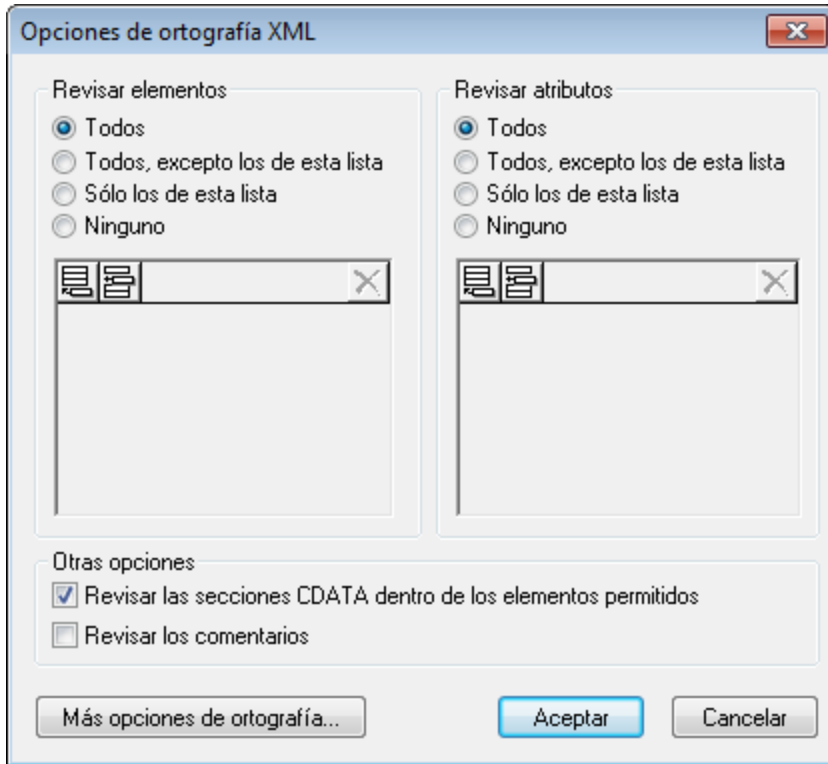 Opciones de ortografía XML
Revisar elementos
Todos
Todos, excepto los de esta lista
Sólo los de esta lista
Ninguno
Revisar atributos
Todos
Todos, excepto los de esta lista
Sólo los de esta lista
Ninguno
Otras opciones
Revisar las secciones CDATA dentro de los elementos permitidos
Revisar los comentarios
Más opciones de ortografía...
Aceptar
Cancelar